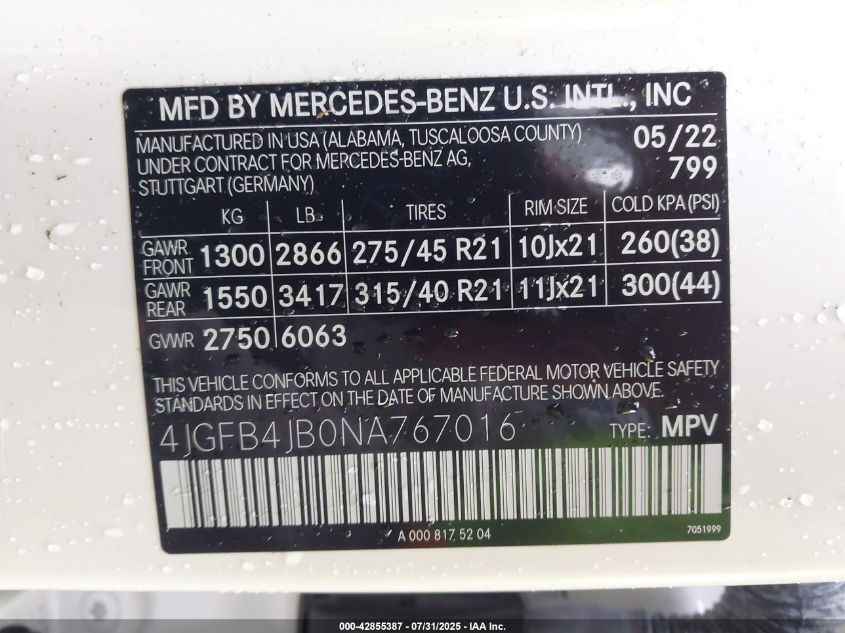 MFD BY MERCEDES-BENZ U.S. INTL., INC
MANUFACTURED IN USA (ALABAMA, TUSCALOOSA COUNTY) 05/22
UNDER CONTRACT FOR MERCEDES-BENZ AG, 799
STUTTGART (GERMANY)
KG LB TIRES RIM SIZE COLD KPA (PSI)
GAWR FRONT 1300 2866 275/45 R21 10Jx21 260(38)
GAWR REAR 1550 3417 315/40 R21 11Jx21 300(44)
GVWR 2750 6063
THIS VEHICLE CONFORMS TO ALL APPLICABLE FEDERAL MOTOR VEHICLE SAFETY
STANDARDS IN EFFECT ON THE DATE OF MANUFACTURE SHOWN ABOVE.
4JGFB4JB0NA767016 TYPE: MPV
A 000 817 52 04 7051999
000-42855387 - 07/31/2025 - IAA Inc.